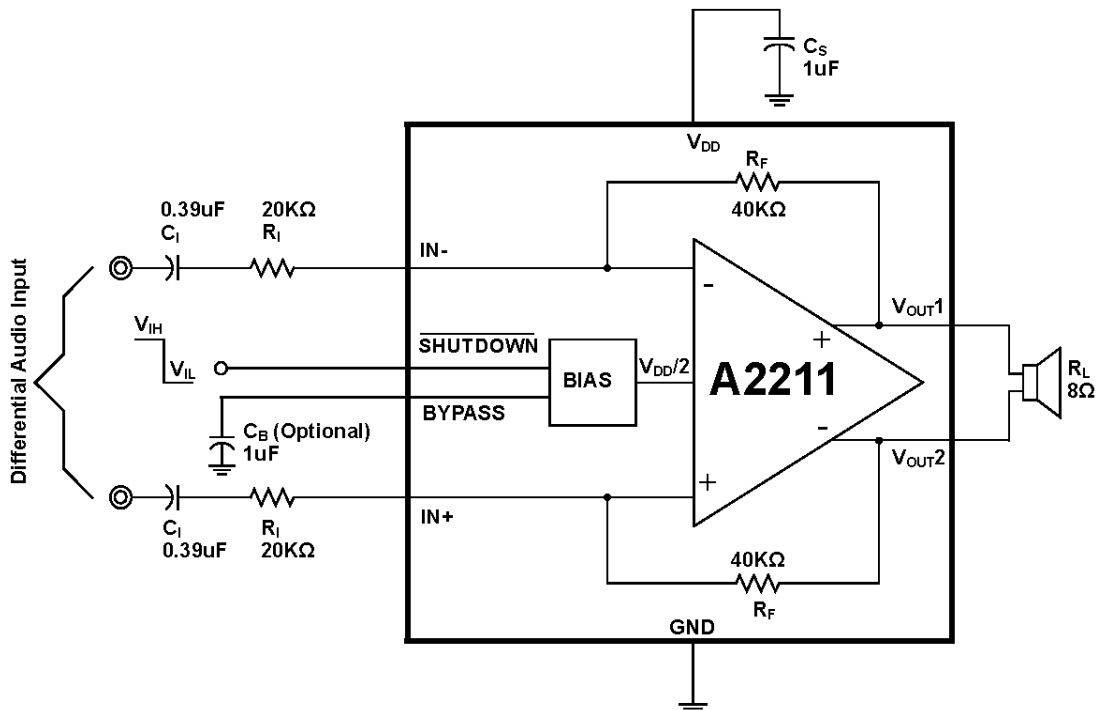 C_S
1uF
V_DD
R_F
40KΩ
0.39uF
C_I
20KΩ
R_I
IN-
Differential Audio Input
-
V_OUT1
+
V_IH
V_IL
SHUTDOWN
BIAS
V_DD/2
A2211
R_L
8Ω
BYPASS
C_B (Optional)
1uF
-
V_OUT2
+
IN+
C_I
0.39uF
R_I
20KΩ
40KΩ
R_F
GND